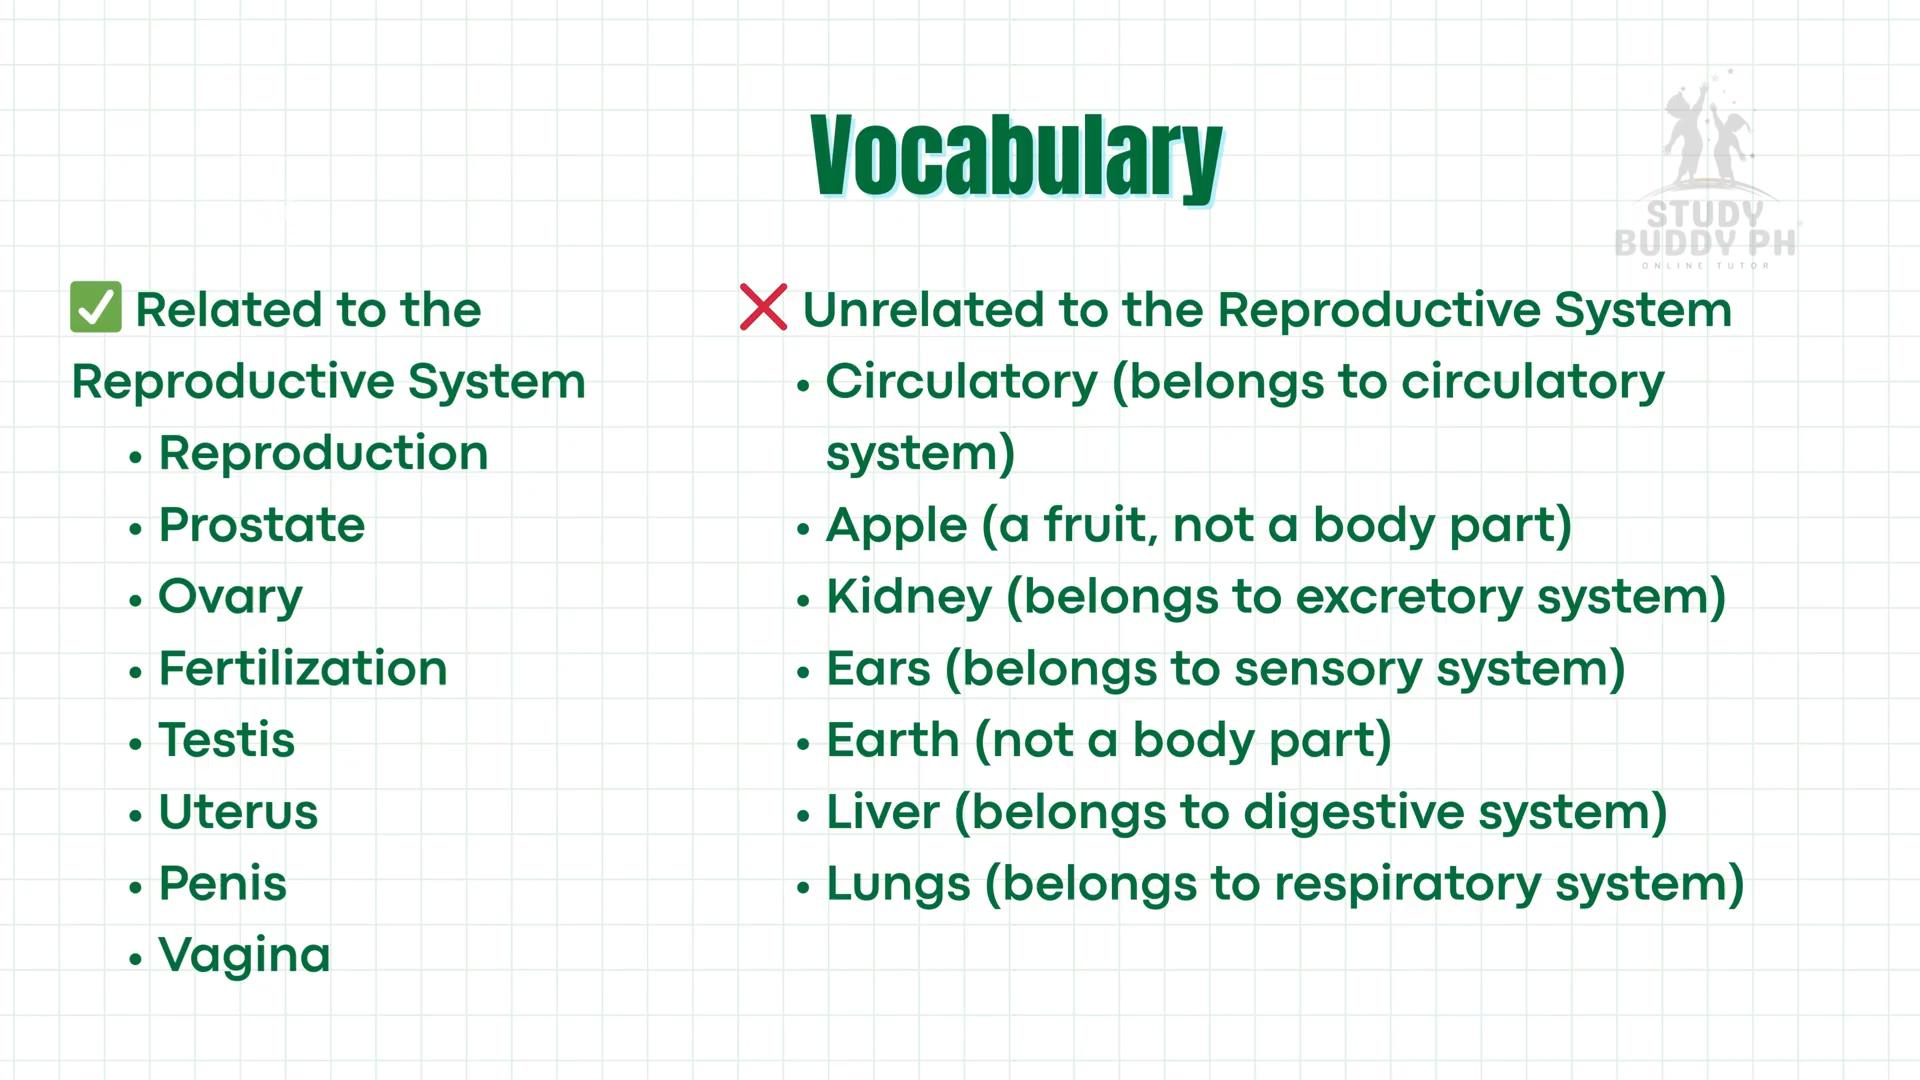 Vocabulary
STUDY
BUDDY PH
ONLINE TUTOR
✅ Related to the
Reproductive System
• Reproduction
• Prostate
• Ovary
• Fertilization
• Testis
• Uterus
• Penis
• Vagina
❌ Unrelated to the Reproductive System
• Circulatory (belongs to circulatory
system)
• Apple (a fruit, not a body part)
• Kidney (belongs to excretory system)
• Ears (belongs to sensory system)
• Earth (not a body part)
• Liver (belongs to digestive system)
• Lungs (belongs to respiratory system)